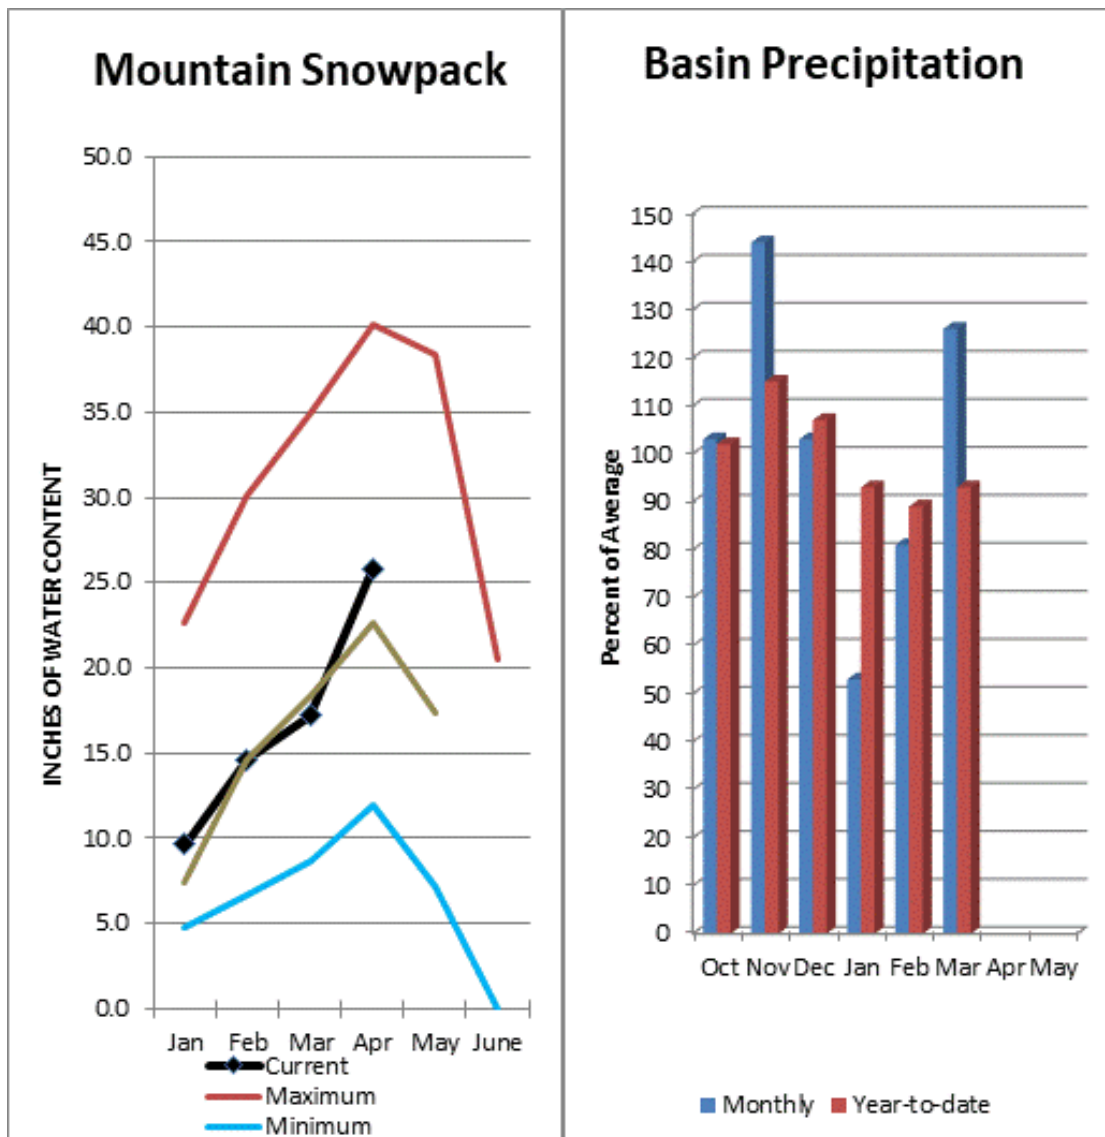 Mountain Snowpack
50.0
45.0
40.0
35.0
30.0
25.0
20.0
15.0
10.0
5.0
0.0
INCHES OF WATER CONTENT
Jan Feb Mar Apr May June
Current
Maximum
Minimum
Basin Precipitation
150
140
130
120
110
100
90
80
70
60
50
40
30
20
10
0
Percent of Average
Oct Nov Dec Jan Feb Mar Apr May
Monthly Year-to-date